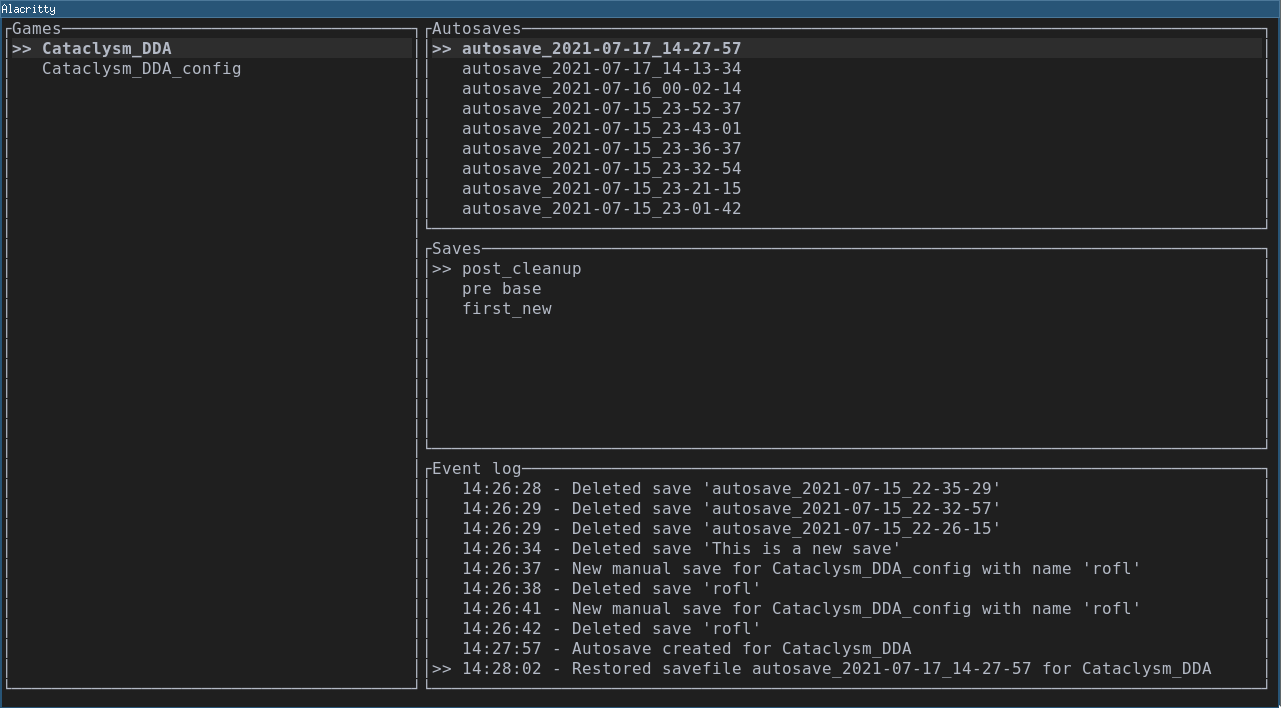 Alacritty
Games
>> Cataclysm_DDA
Cataclysm_DDA_config
Autosaves
>> autosave_2021-07-17_14-27-57
autosave_2021-07-17_14-13-34
autosave_2021-07-16_00-02-14
autosave_2021-07-15_23-52-37
autosave_2021-07-15_23-43-01
autosave_2021-07-15_23-36-37
autosave_2021-07-15_23-32-54
autosave_2021-07-15_23-21-15
autosave_2021-07-15_23-01-42
Saves
>> post_cleanup
pre base
first_new
Event log
14:26:28 - Deleted save 'autosave_2021-07-15_22-35-29'
14:26:29 - Deleted save 'autosave_2021-07-15_22-32-57'
14:26:29 - Deleted save 'autosave_2021-07-15_22-26-15'
14:26:34 - Deleted save 'This is a new save'
14:26:37 - New manual save for Cataclysm_DDA_config with name 'rofl'
14:26:38 - Deleted save 'rofl'
14:26:41 - New manual save for Cataclysm_DDA_config with name 'rofl'
14:26:42 - Deleted save 'rofl'
14:27:57 - Autosave created for Cataclysm_DDA
>> 14:28:02 - Restored savefile autosave_2021-07-17_14-27-57 for Cataclysm_DDA